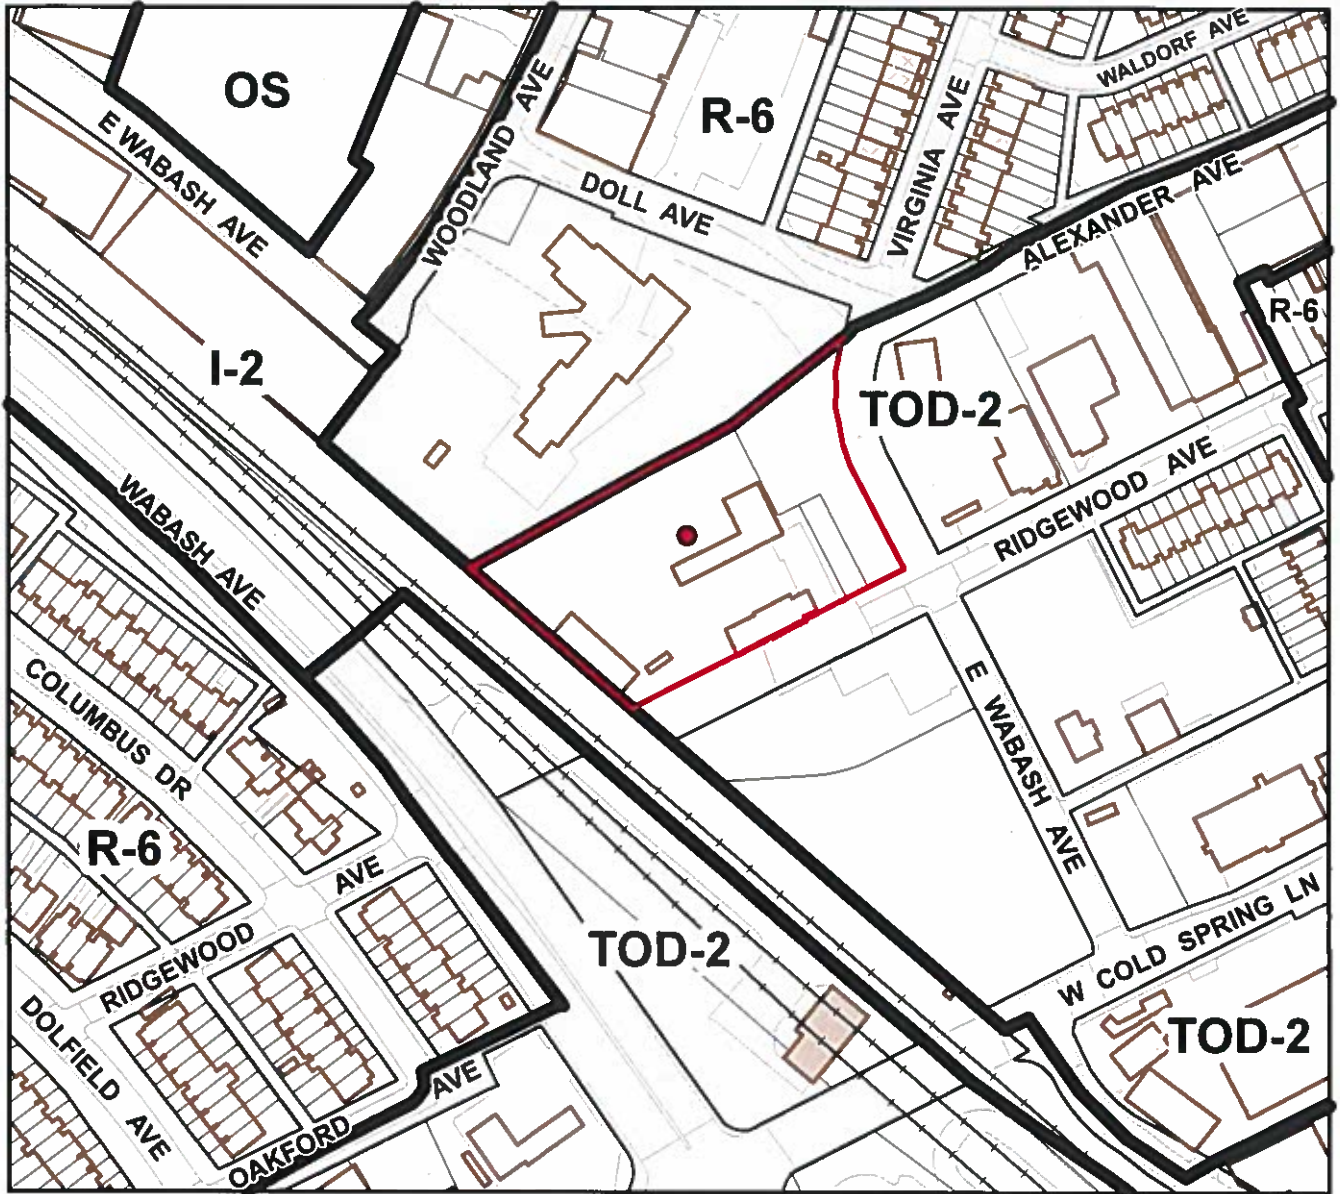 WALDORF AVE
OS
WOODLAND AVE
R-6
VIRGINIA AVE
E WABASH AVE
DOLL AVE
ALEXANDER AVE
R-6
I-2
TOD-2
RIDGEWOOD AVE
WABASH AVE
COLUMBUS DR
E WABASH AVE
R-6
AVE
RIDGEWOOD
TOD-2
W COLD SPRING LN
DOLFIELD AVE
TOD-2
OAKFORD AVE